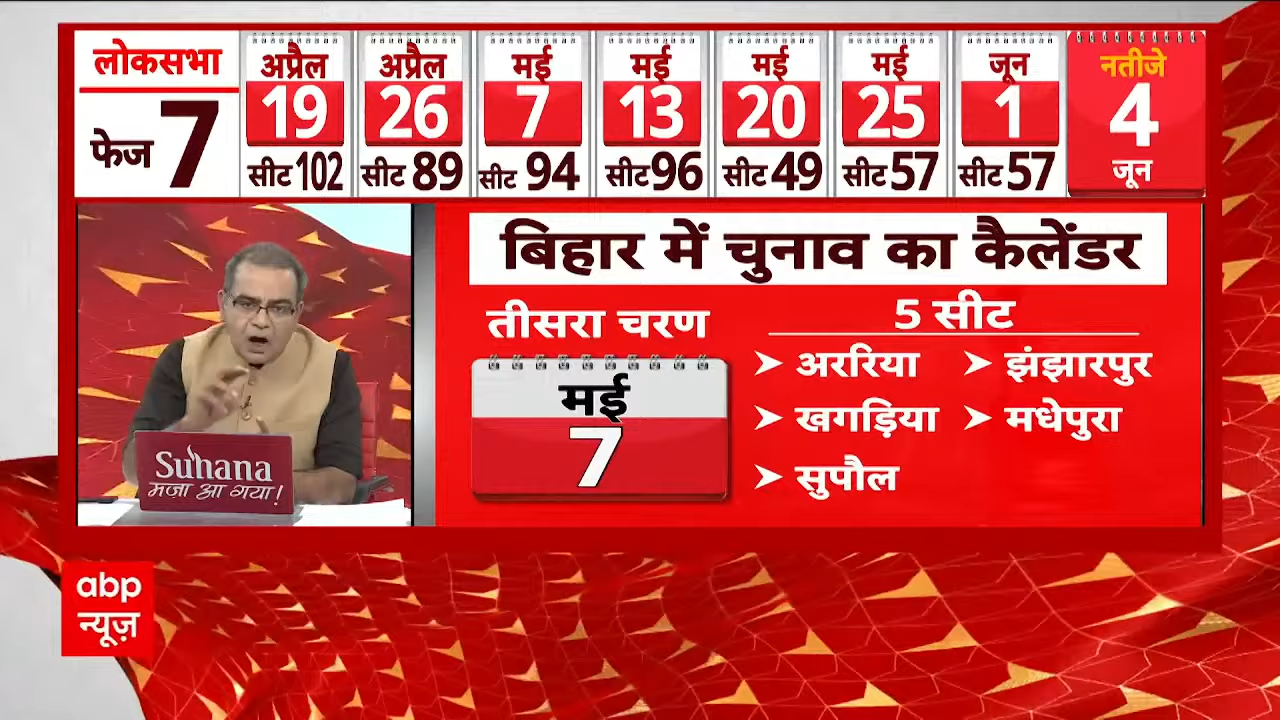 लोकसभा
फेज 7
अप्रैल
19
सीट 102
अप्रैल
26
सीट 89
मई
7
सीट 94
मई
13
सीट 96
मई
20
सीट 49
मई
25
सीट 57
जून
1
सीट 57
नतीजे
4
जून
बिहार में चुनाव का कैलेंडर
तीसरा चरण
मई
7
5 सीट
➤ अररिया ➤ झंझारपुर
➤ खगड़िया ➤ मधेपुरा
➤ सुपौल
Suhana
मज़ा आ गया!
abp
न्यूज़